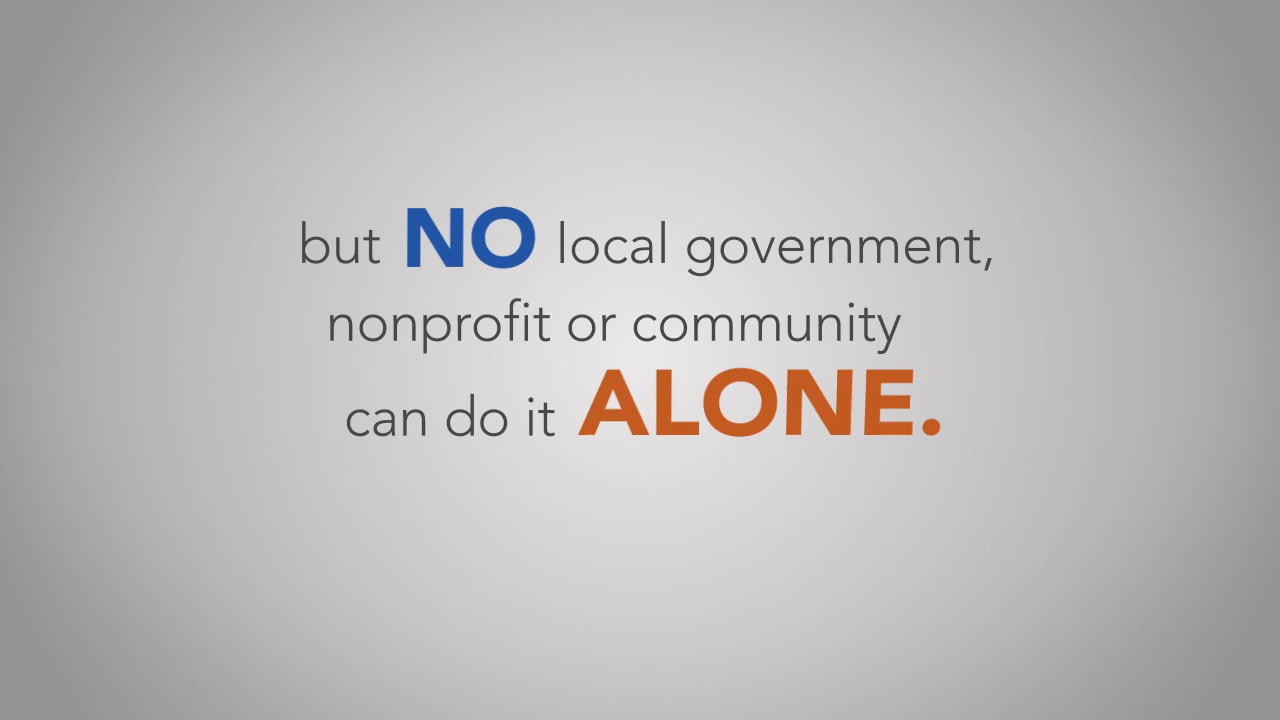 but NO local government,
nonprofit or community
can do it ALONE.